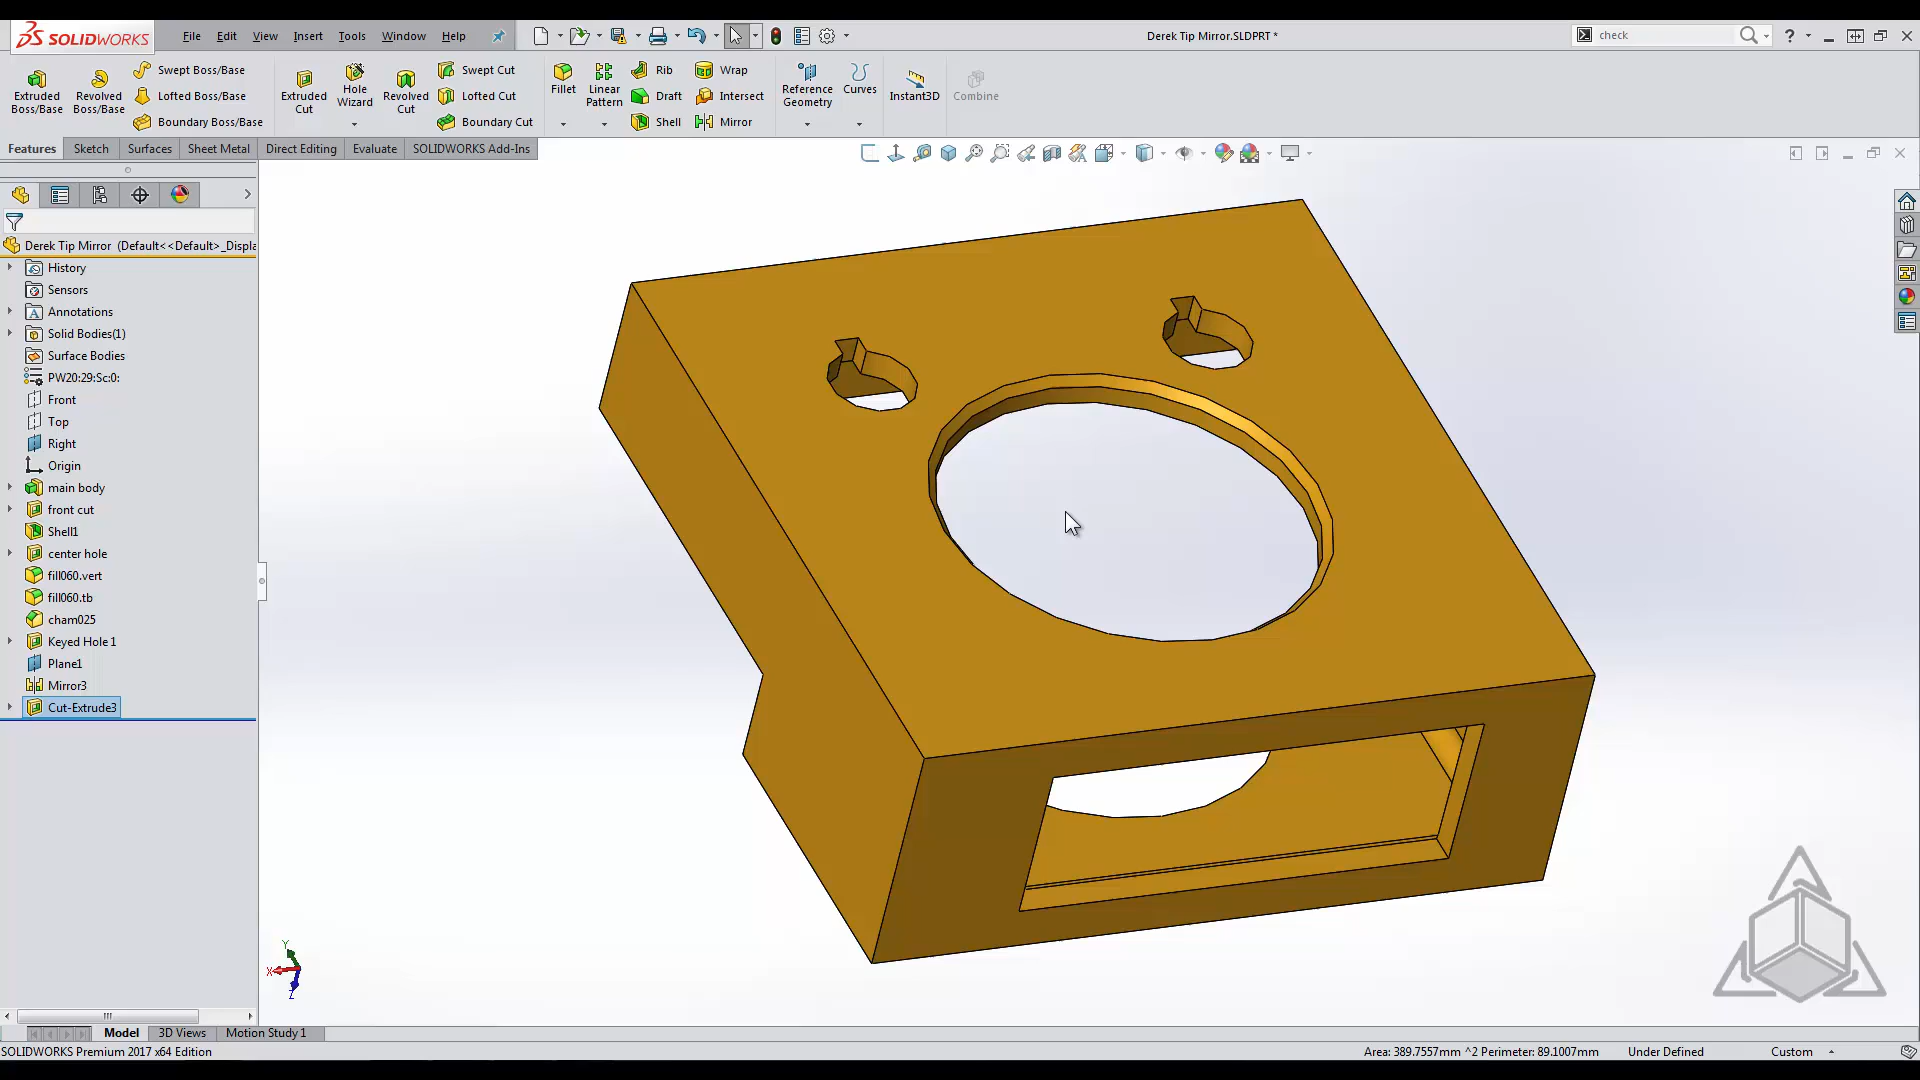 SOLIDWORKS File Edit View Insert Tools Window Help Derek Tip Mirror.SLDPRT * check ?
Extruded Boss/Base
Revolved Boss/Base
Swept Boss/Base
Lofted Boss/Base
Boundary Boss/Base
Extruded Cut
Hole Wizard
Revolved Cut
Swept Cut
Lofted Cut
Boundary Cut
Fillet
Linear Pattern
Rib
Draft
Shell
Wrap
Intersect
Mirror
Reference Geometry
Curves
Instant3D
Combine
Features Sketch Surfaces Sheet Metal Direct Editing Evaluate SOLIDWORKS Add-Ins
Derek Tip Mirror (Default<<Default>_Displa
History
Sensors
Annotations
Solid Bodies(1)
Surface Bodies
PW20:29:Sc:0:
Front
Top
Right
Origin
main body
front cut
Shell1
center hole
fill060.vert
fill060.tb
cham025
Keyed Hole 1
Plane1
Mirror3
Cut-Extrude3
Y
X
Z
Model 3D Views Motion Study 1
SOLIDWORKS Premium 2017 x64 Edition Area: 389.7557mm ^2 Perimeter: 89.1007mm Under Defined Custom